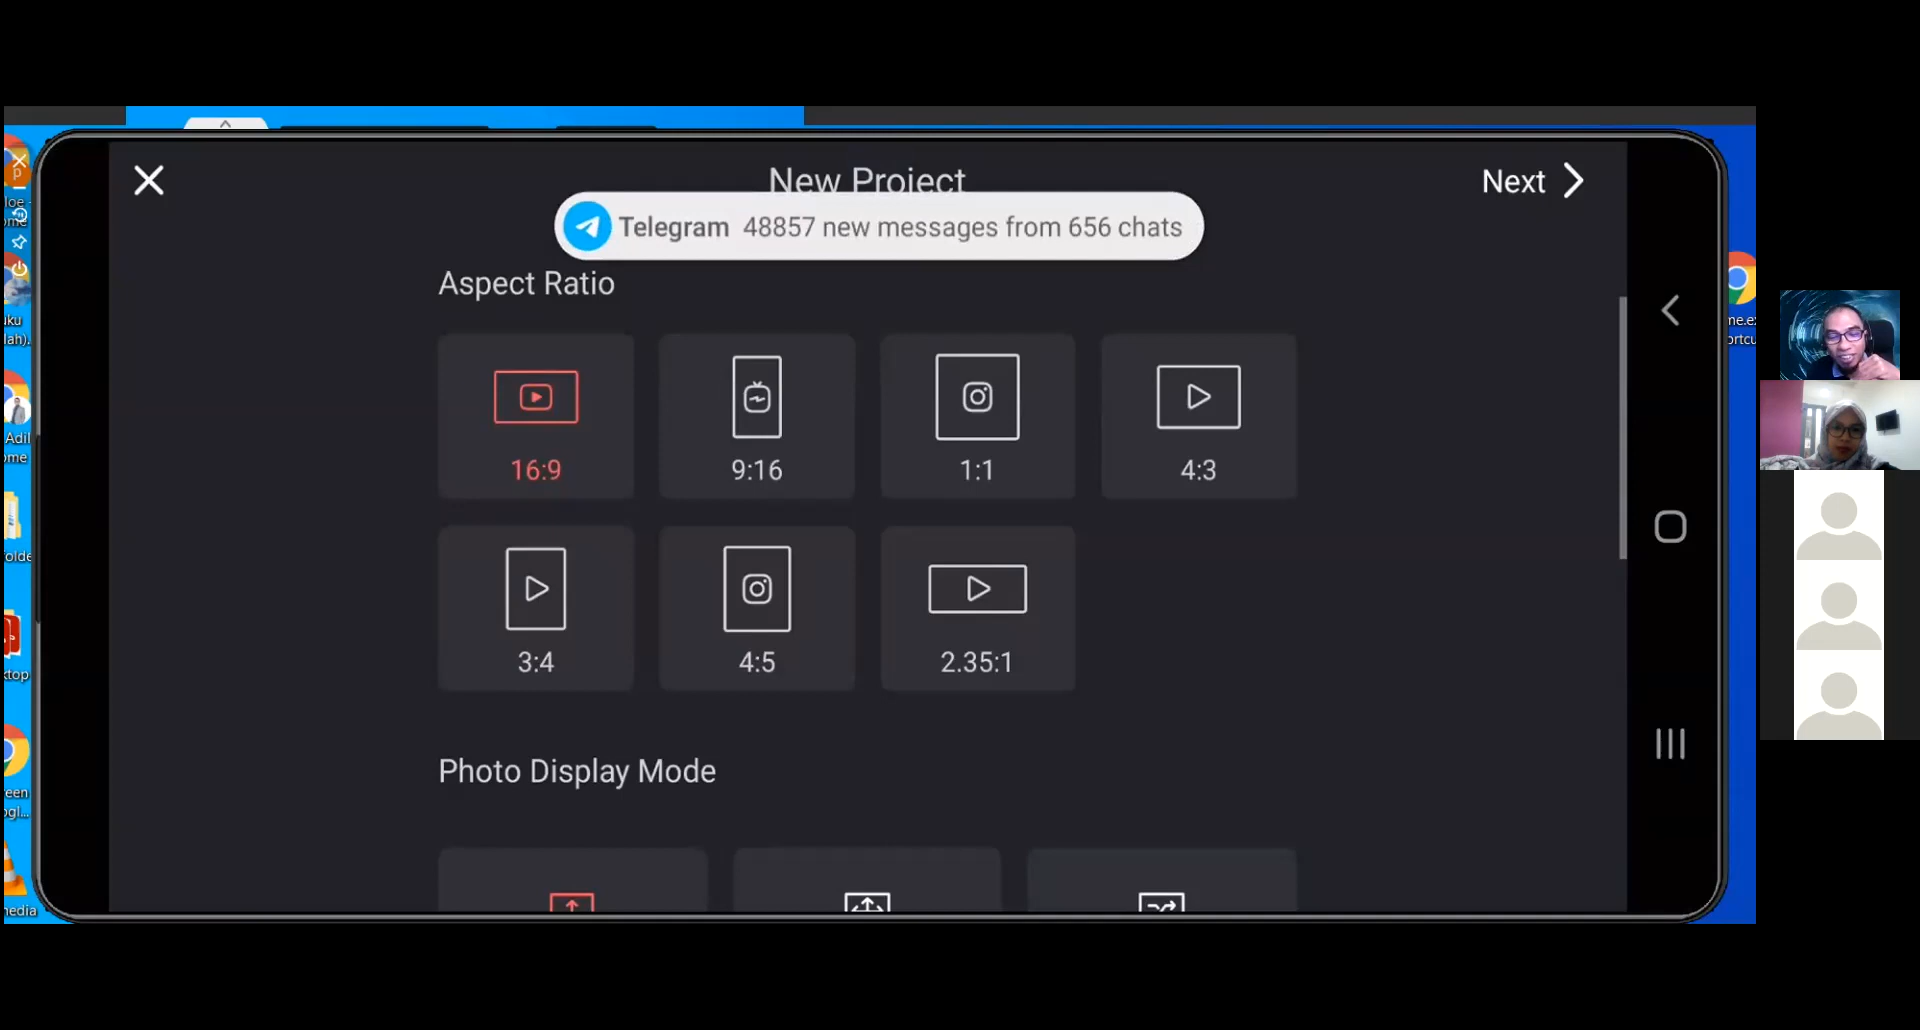 New Project
Next
Telegram 48857 new messages from 656 chats
Aspect Ratio
16:9
9:16
1:1
4:3
3:4
4:5
2.35:1
Photo Display Mode
Adil